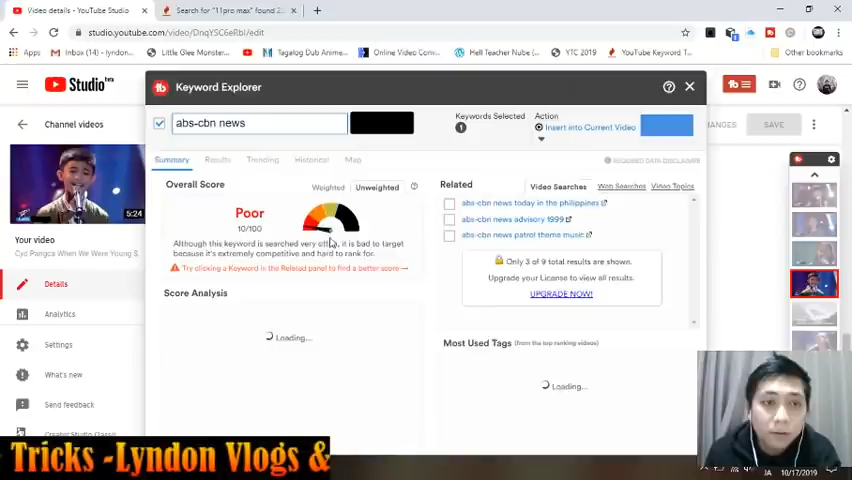 Video details - YouTube Studio
Search for "11pro max" found 2
studio.youtube.com/video/DnqYSC6eRbI/edit
Apps
Inbox (14) -
Little Glee Monster
Tagalog Dub Anime
Online Video Conv
Hell Teacher Nube
YTC 2019
YouTube Keyword T
Other bookmarks
Studio
beta
Keyword Explorer
Channel videos
abs-cbn news
Keywords Selected
1
Action
Insert into Current Video
SAVE
Summary
Results
Trending
Historical
Map
REQUIRED DATA DISCLAIMER
Overall Score
Weighted
Unweighted
Poor
10/100
Although this keyword is searched very often, it is bad to target
because it's extremely competitive and hard to rank for.
Try clicking a Keyword in the Related panel to find a better score
Score Analysis
Loading...
Related
Video Searches
Web Searches
Video Topics
abs-cbn news today in the philippines
abs-cbn news advisory 1999
abs-cbn news patrol theme music
Only 3 of 9 total results are shown.
Upgrade your License to view all results.
UPGRADE NOW!
Most Used Tags (from the top ranking videos)
Loading...
5:24
Your video
Cyd Pangca When We Were Young S
Details
Analytics
Settings
What's new
Send feedback
Creator Studio Classic
Tricks -Lyndon Vlogs &
JA
10/17/2019